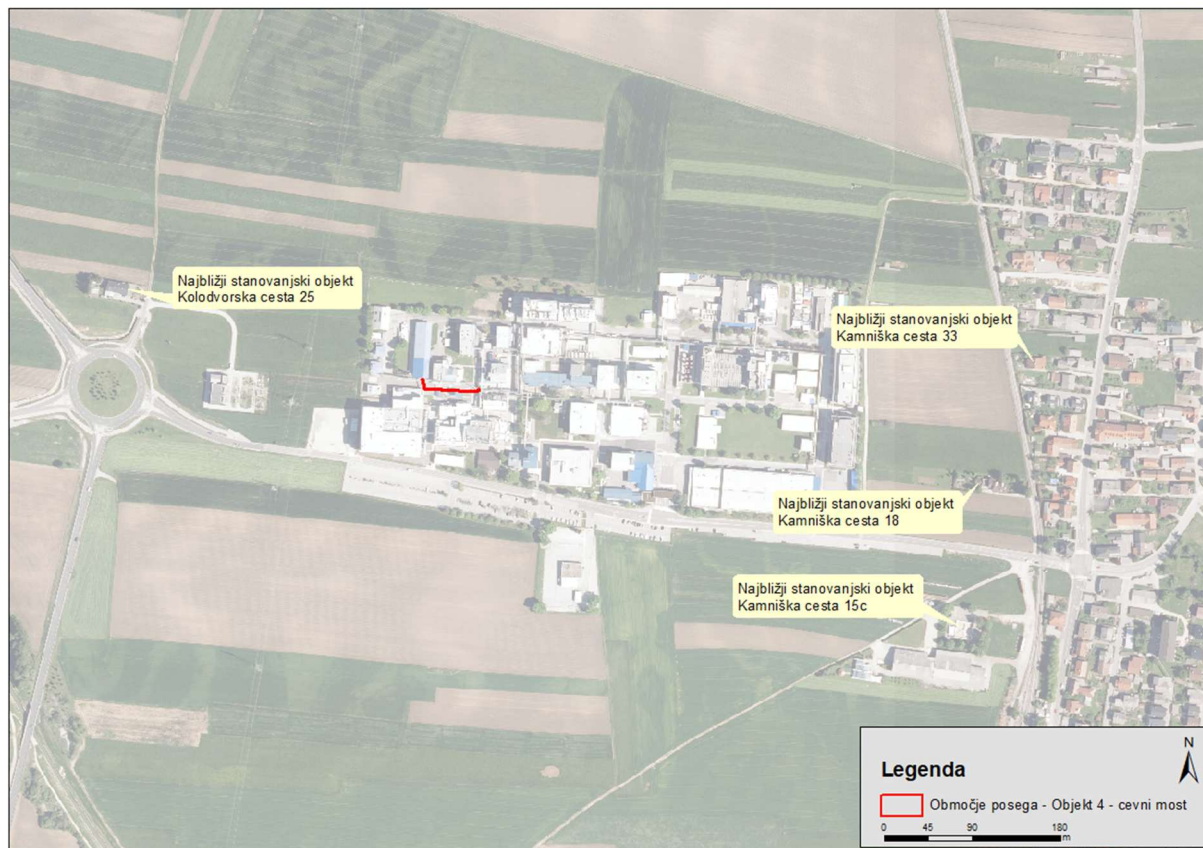 Najbližji stanovanjski objekt
Kolodvorska cesta 25
Najbližji stanovanjski objekt
Kamniška cesta 33
Najbližji stanovanjski objekt
Kamniška cesta 18
Najbližji stanovanjski objekt
Kamniška cesta 15c
N
Legenda
Območje posega - Objekt 4 - cevni most
0 45 90 180
m